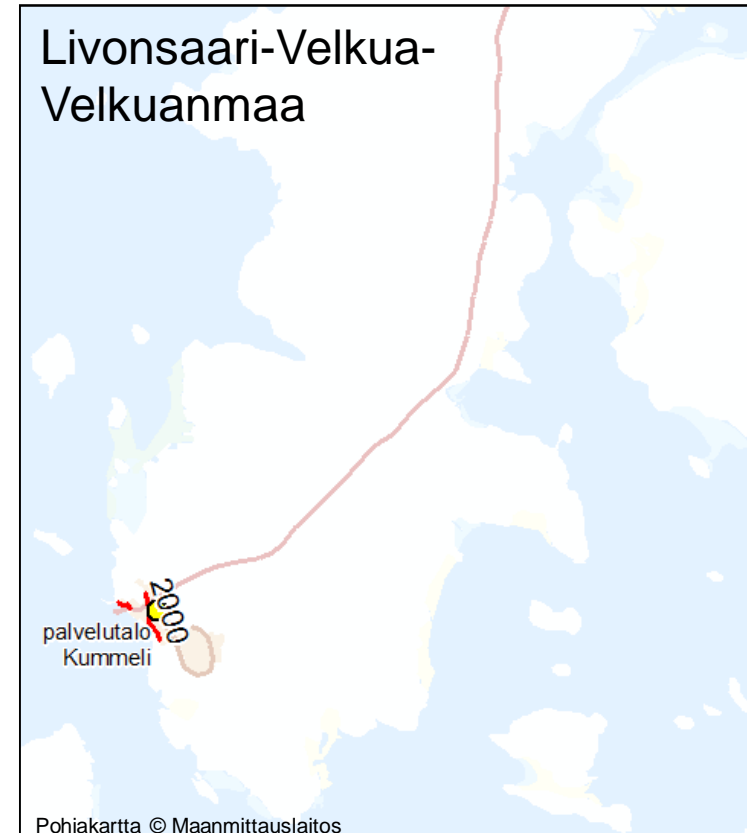 Livonsaari-Velkua-
Velkuanmaa
2000
palvelutalo
Kummeli
Pohjakartta © Maanmittauslaitos